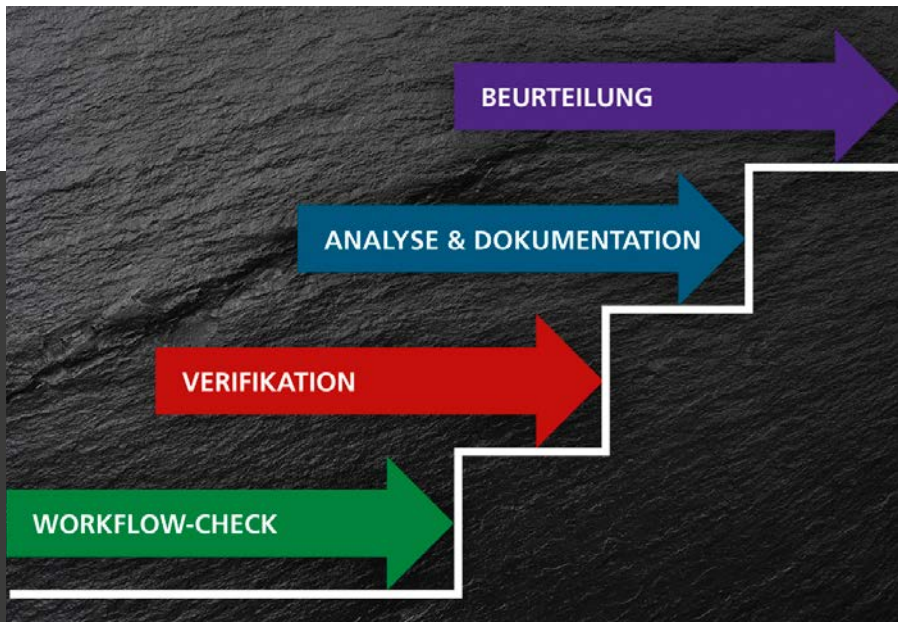 BEURTEILUNG
ANALYSE & DOKUMENTATION
VERIFIKATION
WORKFLOW-CHECK